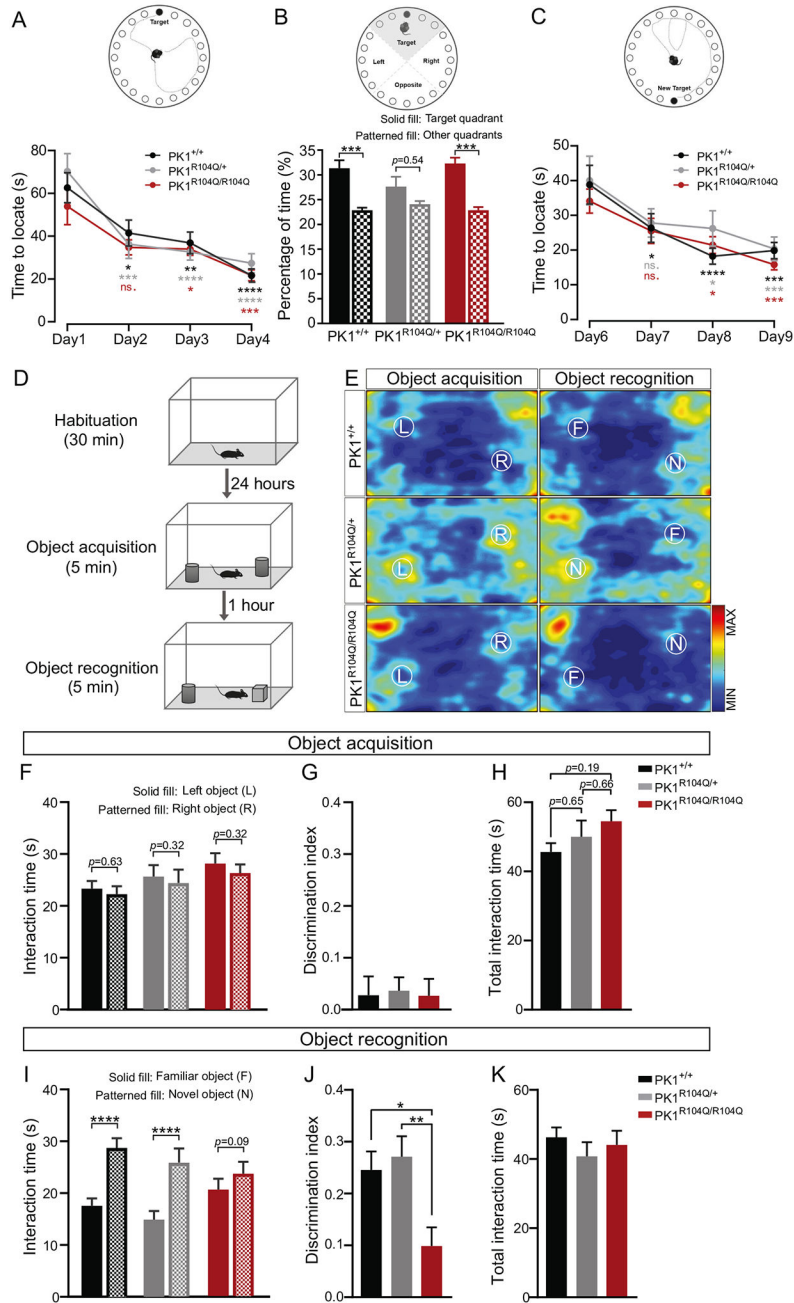 A
Target
B
Target
Left
Right
Opposite
C
New Target
Solid fill: Target quadrant
Patterned fill: Other quadrants
Time to locate (s)
80
60
40
20
0
PK1+/+
PK1R104Q/+
PK1R104Q/R104Q
*
***
ns.
**
****
*
****
****
***
Day1 Day2 Day3 Day4
Percentage of time (%)
40
35
30
25
20
15
10
5
0
***
p=0.54
***
PK1+/+ PK1R104Q/+ PK1R104Q/R104Q
Time to locate (s)
50
40
30
20
10
0
PK1+/+
PK1R104Q/+
PK1R104Q/R104Q
*
ns.
ns.
****
*
*
***
***
***
Day6 Day7 Day8 Day9
D
Habituation
(30 min)
24 hours
Object acquisition
(5 min)
1 hour
Object recognition
(5 min)
E
Object acquisition
Object recognition
PK1+/+
L
R
F
N
PK1R104Q/+
R
L
F
N
PK1R104Q/R104Q
R
L
N
F
MAX
MIN
Object acquisition
F
Solid fill: Left object (L)
Patterned fill: Right object (R)
Interaction time (s)
40
30
20
10
0
p=0.63
p=0.32
p=0.32
G
Discrimination index
0.4
0.3
0.2
0.1
0.0
H
Total interaction time (s)
60
40
20
0
p=0.19
p=0.66
p=0.65
PK1+/+
PK1R104Q/+
PK1R104Q/R104Q
Object recognition
I
Solid fill: Familiar object (F)
Patterned fill: Novel object (N)
Interaction time (s)
40
30
20
10
0
****
****
p=0.09
J
Discrimination index
0.4
0.3
0.2
0.1
0.0
*
**
K
Total interaction time (s)
60
40
20
0
PK1+/+
PK1R104Q/+
PK1R104Q/R104Q